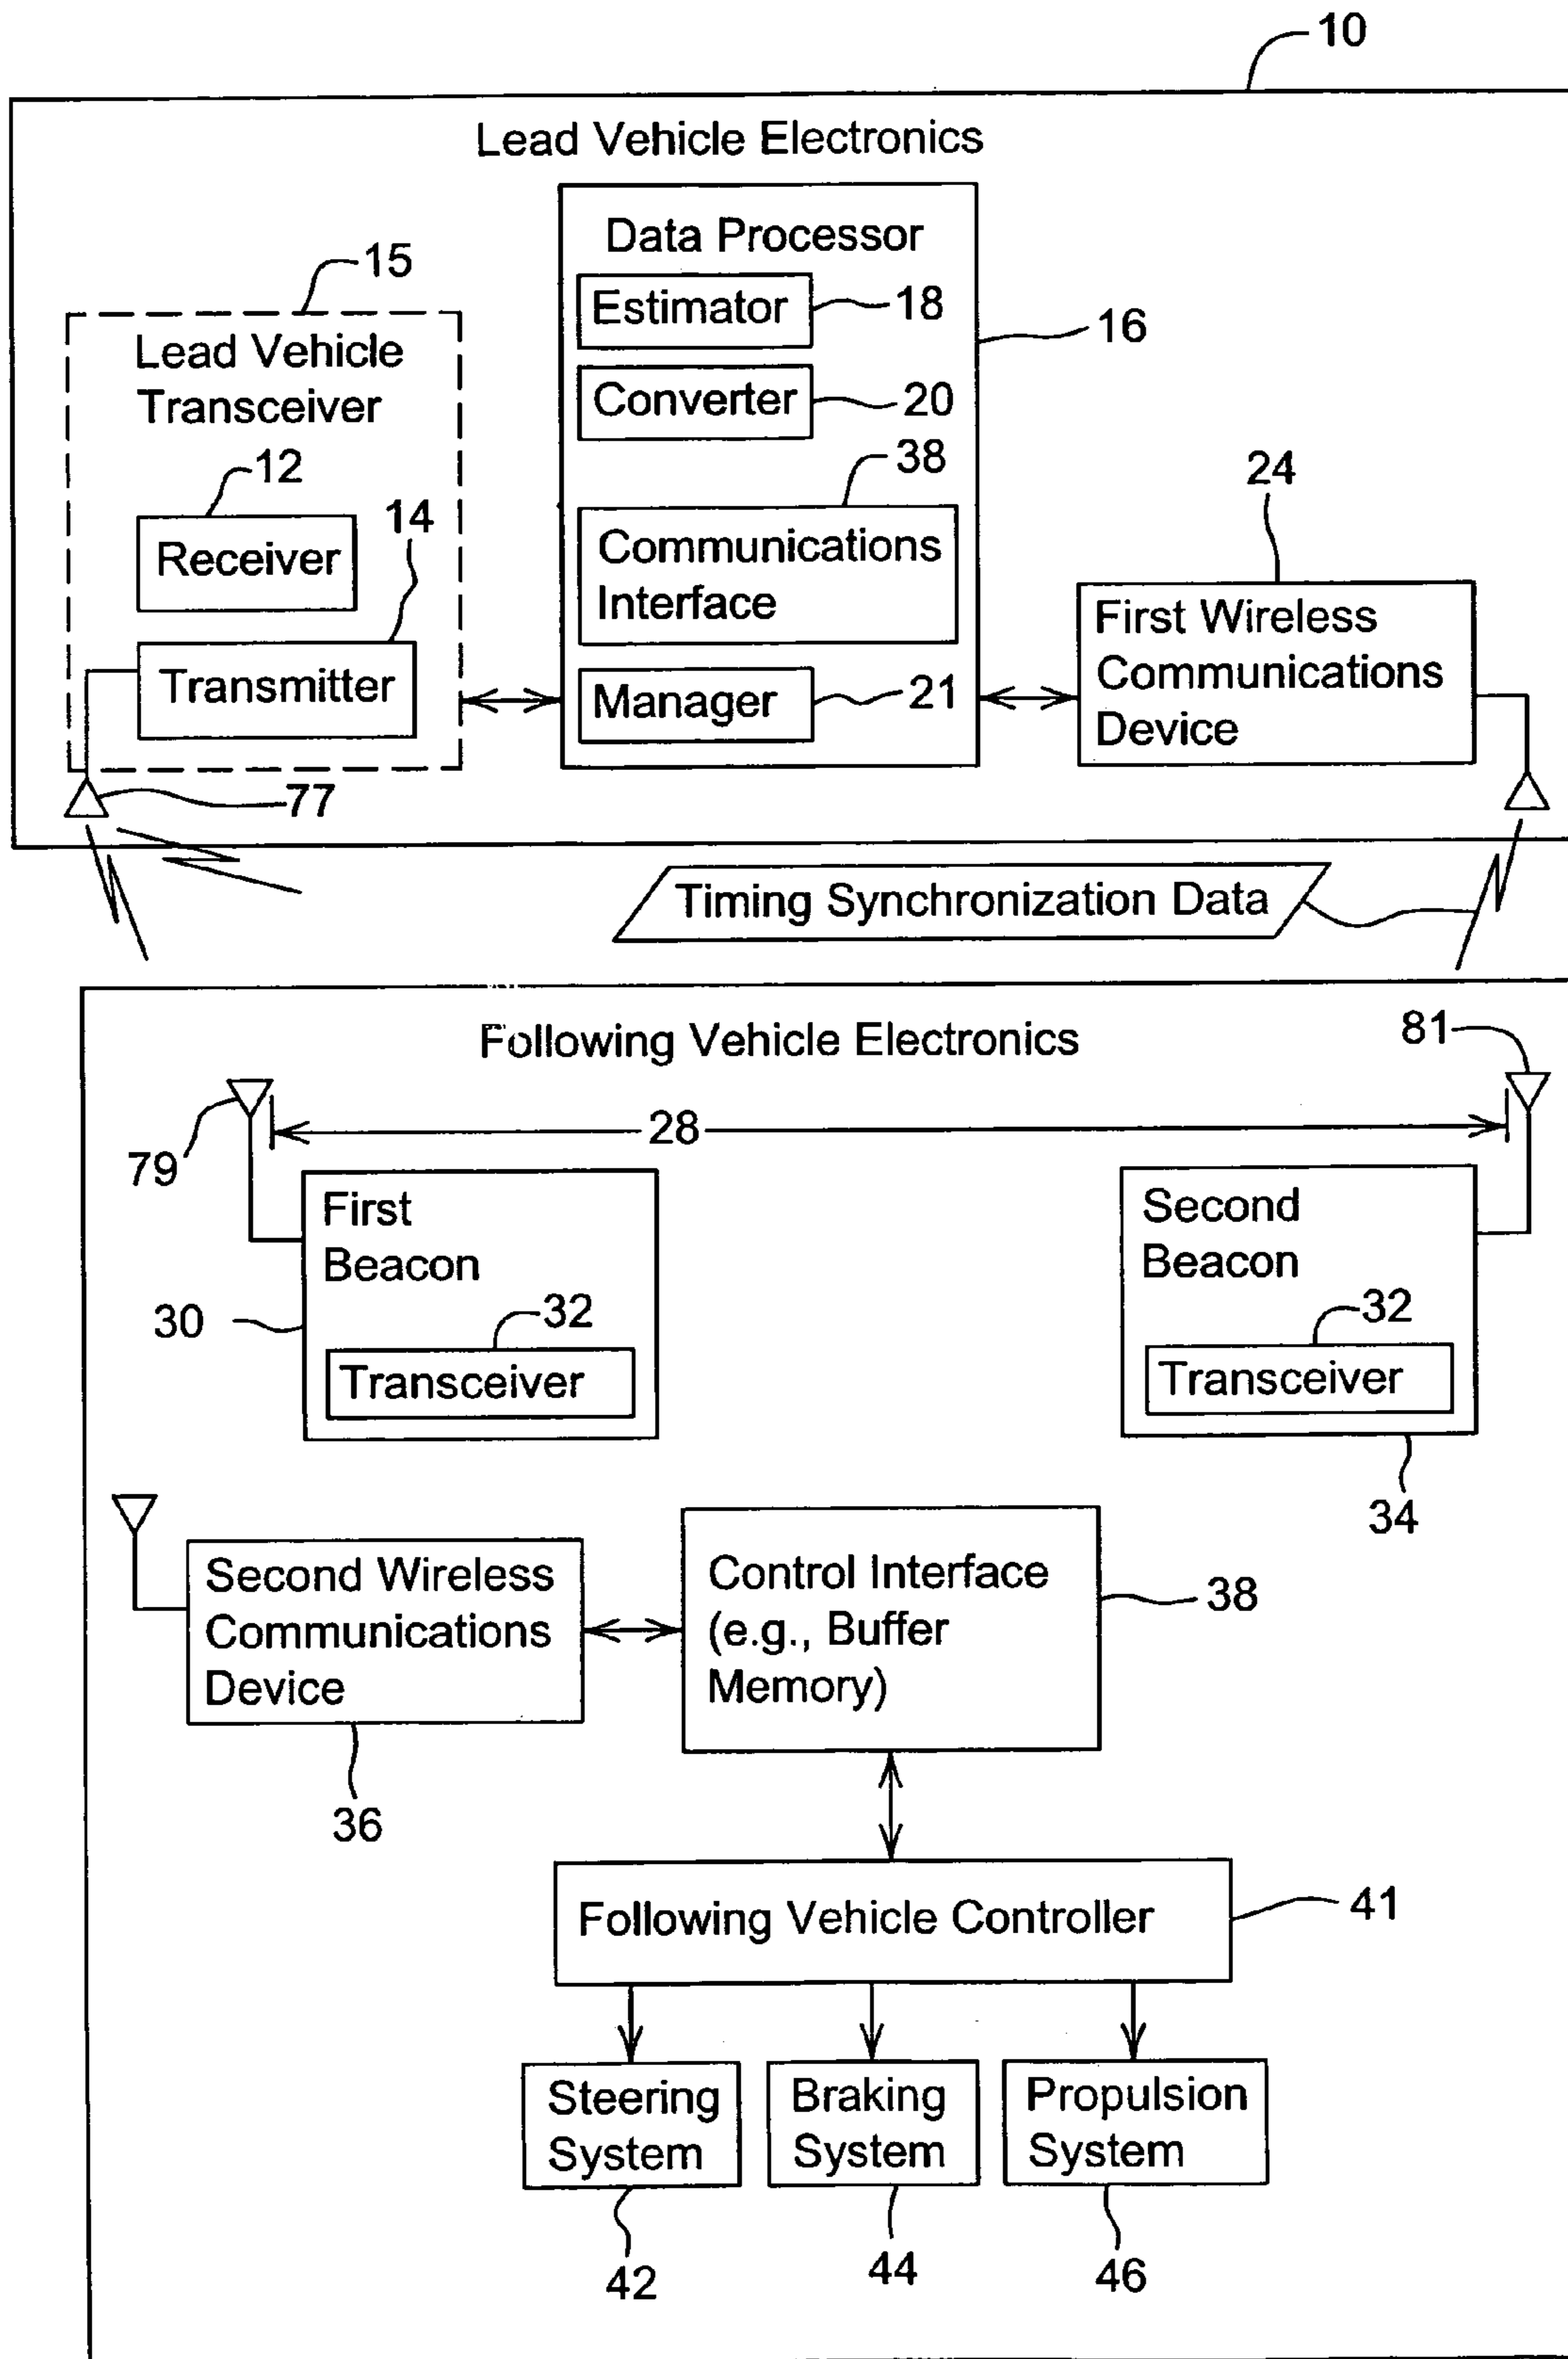 10
Lead Vehicle Electronics
15
Lead Vehicle
Transceiver
12
Receiver
14
Transmitter
77
Data Processor
Estimator
18
Converter
20
38
Communications
Interface
Manager
21
16
24
First Wireless
Communications
Device
Timing Synchronization Data
Following Vehicle Electronics
81
79
28
First
Beacon
30
32
Transceiver
Second
Beacon
32
Transceiver
34
Second Wireless
Communications
Device
36
Control Interface
(e.g., Buffer
Memory)
38
Following Vehicle Controller
41
Steering
System
42
Braking
System
44
Propulsion
System
46